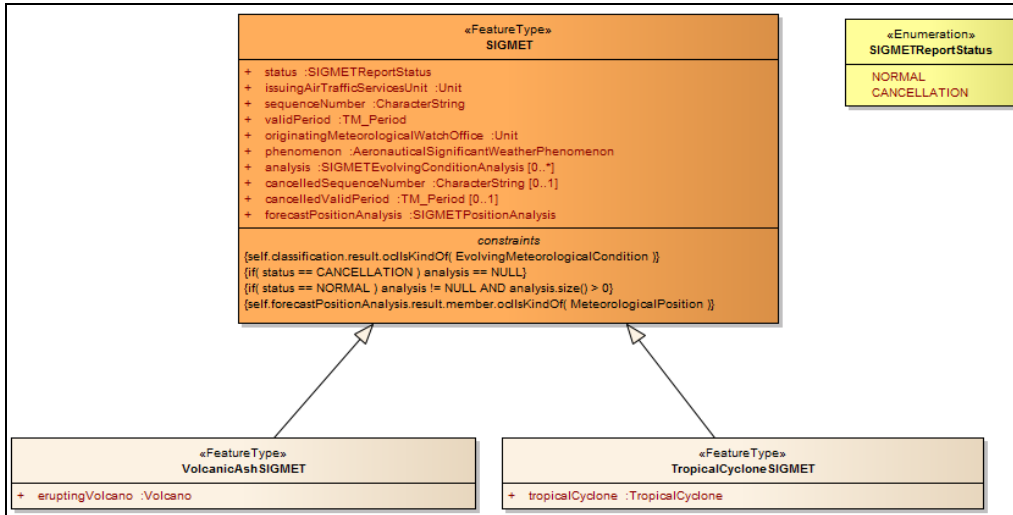 «FeatureType»
SIGMET
+ status :SIGMETReportStatus
+ issuingAirTrafficServicesUnit :Unit
+ sequenceNumber :CharacterString
+ validPeriod :TM_Period
+ originatingMeteorologicalWatchOffice :Unit
+ phenomenon :AeronauticalSignificantWeatherPhenomenon
+ analysis :SIGMETEvolvingConditionAnalysis [0..*]
+ cancelledSequenceNumber :CharacterString [0..1]
+ cancelledValidPeriod :TM_Period [0..1]
+ forecastPositionAnalysis :SIGMETPositionAnalysis
constraints
{self.classification.result.oclIsKindOf( EvolvingMeteorologicalCondition )}
{if( status == CANCELLATION ) analysis == NULL}
{if( status == NORMAL ) analysis != NULL AND analysis.size() > 0}
{self.forecastPositionAnalysis.result.member.oclIsKindOf( MeteorologicalPosition )}
«Enumeration»
SIGMETReportStatus
NORMAL
CANCELLATION
«FeatureType»
VolcanicAshSIGMET
+ eruptingVolcano :Volcano
«FeatureType»
TropicalCycloneSIGMET
+ tropicalCyclone :TropicalCyclone